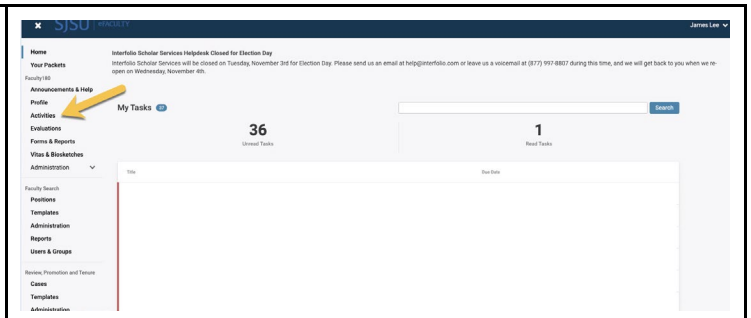 SJSU
James Lee
Home
Your Packets
Faculty180
Announcements & Help
Profile
Activities
Evaluations
Forms & Reports
Vitas & Biosketches
Administration
Faculty Search
Positions
Templates
Administration
Reports
Users & Groups
Review, Promotion and Tenure
Cases
Templates
Administration
Interfolio Scholar Services Helpdesk Closed for Election Day
Interfolio Scholar Services will be closed on Tuesday, November 3rd for Election Day. Please send us an email at help@interfolio.com or leave us a voicemail at (877) 997-8807 during this time, and we will get back to you when we re-
open on Wednesday, November 4th.
My Tasks 37
Search
36
Unread Tasks
1
Read Tasks
Title
Due Date